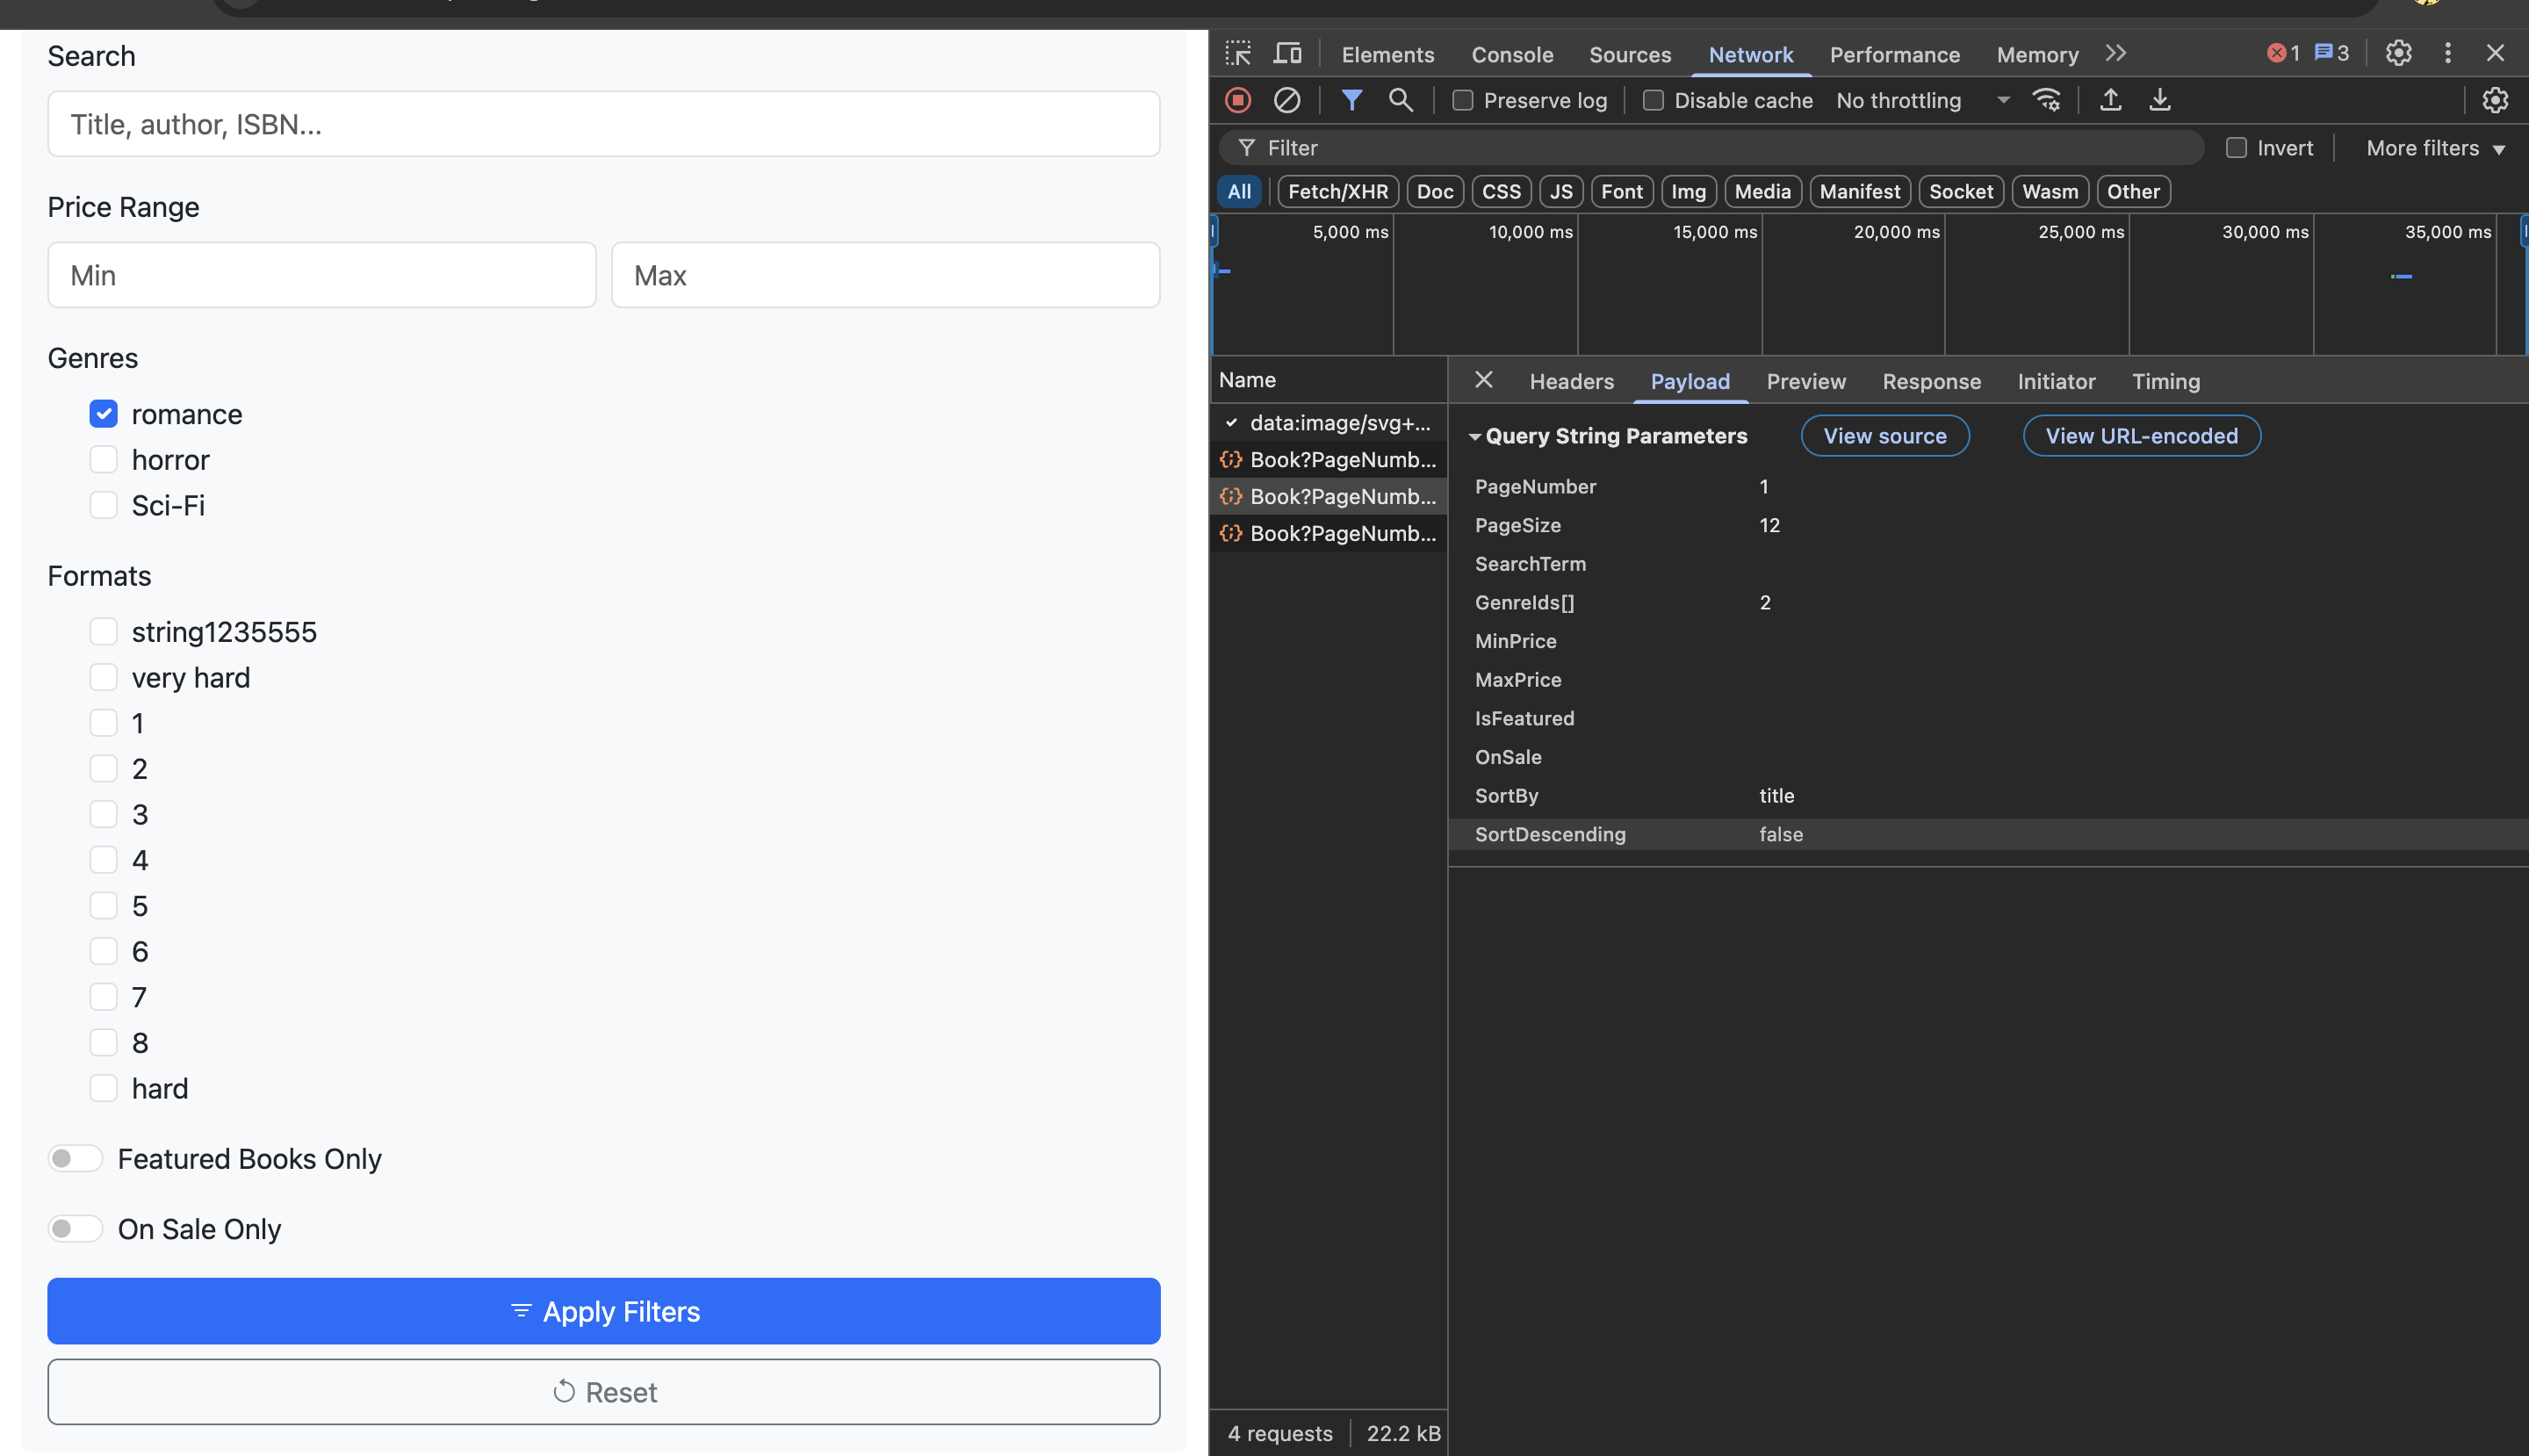 Search
Title, author, ISBN...
Price Range
Min Max
Genres
romance
horror
Sci-Fi
Formats
string1235555
very hard
1
2
3
4
5
6
7
8
hard
Featured Books Only
On Sale Only
Apply Filters
Reset
Elements Console Sources Network Performance Memory 1 3
Preserve log Disable cache No throttling
Filter Invert More filters
All Fetch/XHR Doc CSS JS Font Img Media Manifest Socket Wasm Other
5,000 ms 10,000 ms 15,000 ms 20,000 ms 25,000 ms 30,000 ms 35,000 ms
Name
data:image/svg+...
Book?PageNumb...
Book?PageNumb...
Book?PageNumb...
Headers Payload Preview Response Initiator Timing
Query String Parameters View source View URL-encoded
PageNumber 1
PageSize 12
SearchTerm
GenreIds[] 2
MinPrice
MaxPrice
IsFeatured
OnSale
SortBy title
SortDescending false
4 requests 22.2 kB